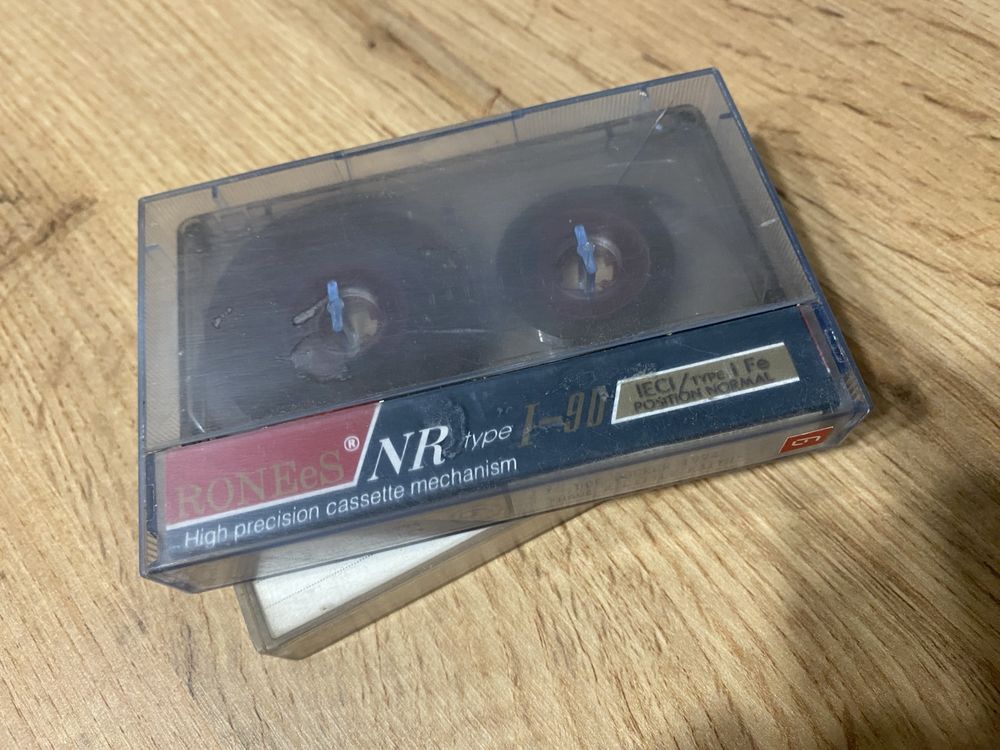 RONEeS®
NR type I-90
IECI/TYPE I Fe
POSITION NORMAL
High precision cassette mechanism